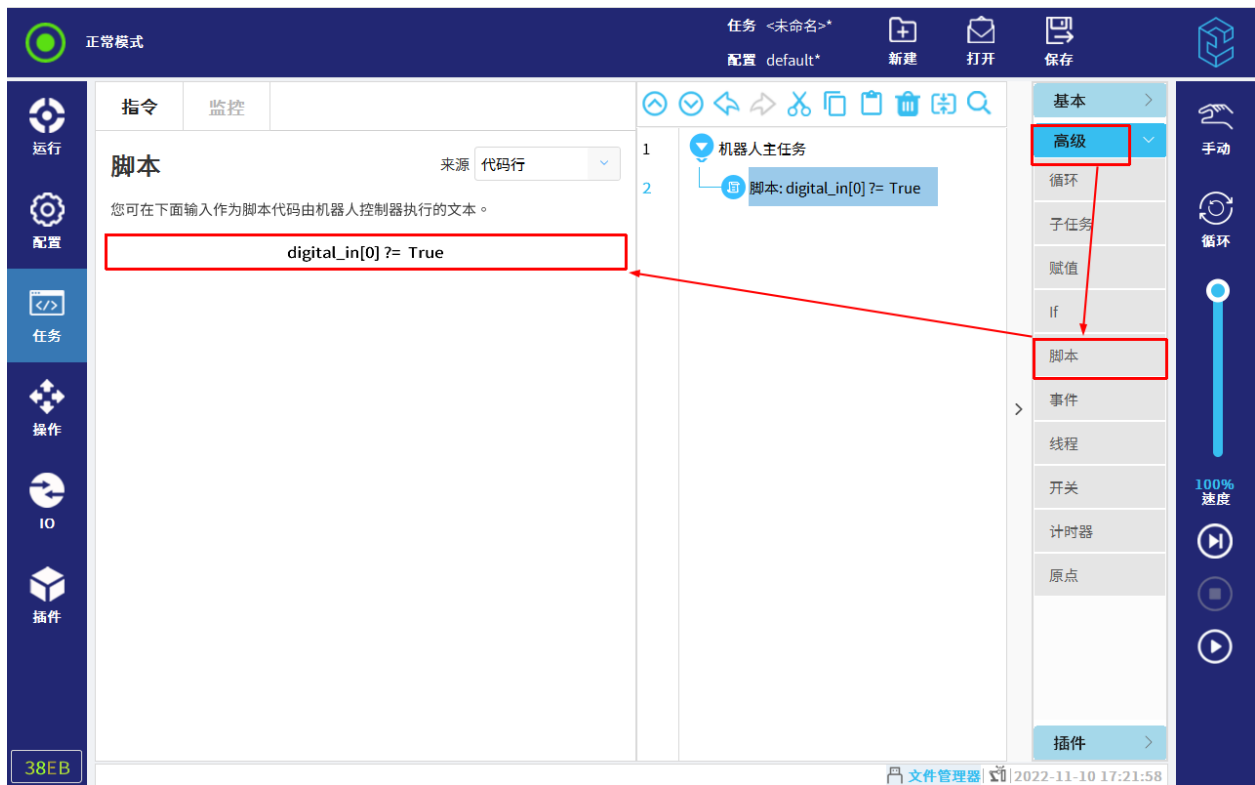 正常模式
任务 <未命名>*
配置 default*
新建
打开
保存
运行
配置
任务
操作
IO
插件
38EB
指令
监控
脚本
来源 代码行
您可在下面输入作为脚本代码由机器人控制器执行的文本。
digital_in[0] ?= True
1 机器人主任务
2 脚本: digital_in[0] ?= True
基本
高级
循环
子任务
赋值
If
脚本
事件
线程
开关
计时器
原点
插件
手动
循环
100%
速度
文件管理器
2022-11-10 17:21:58